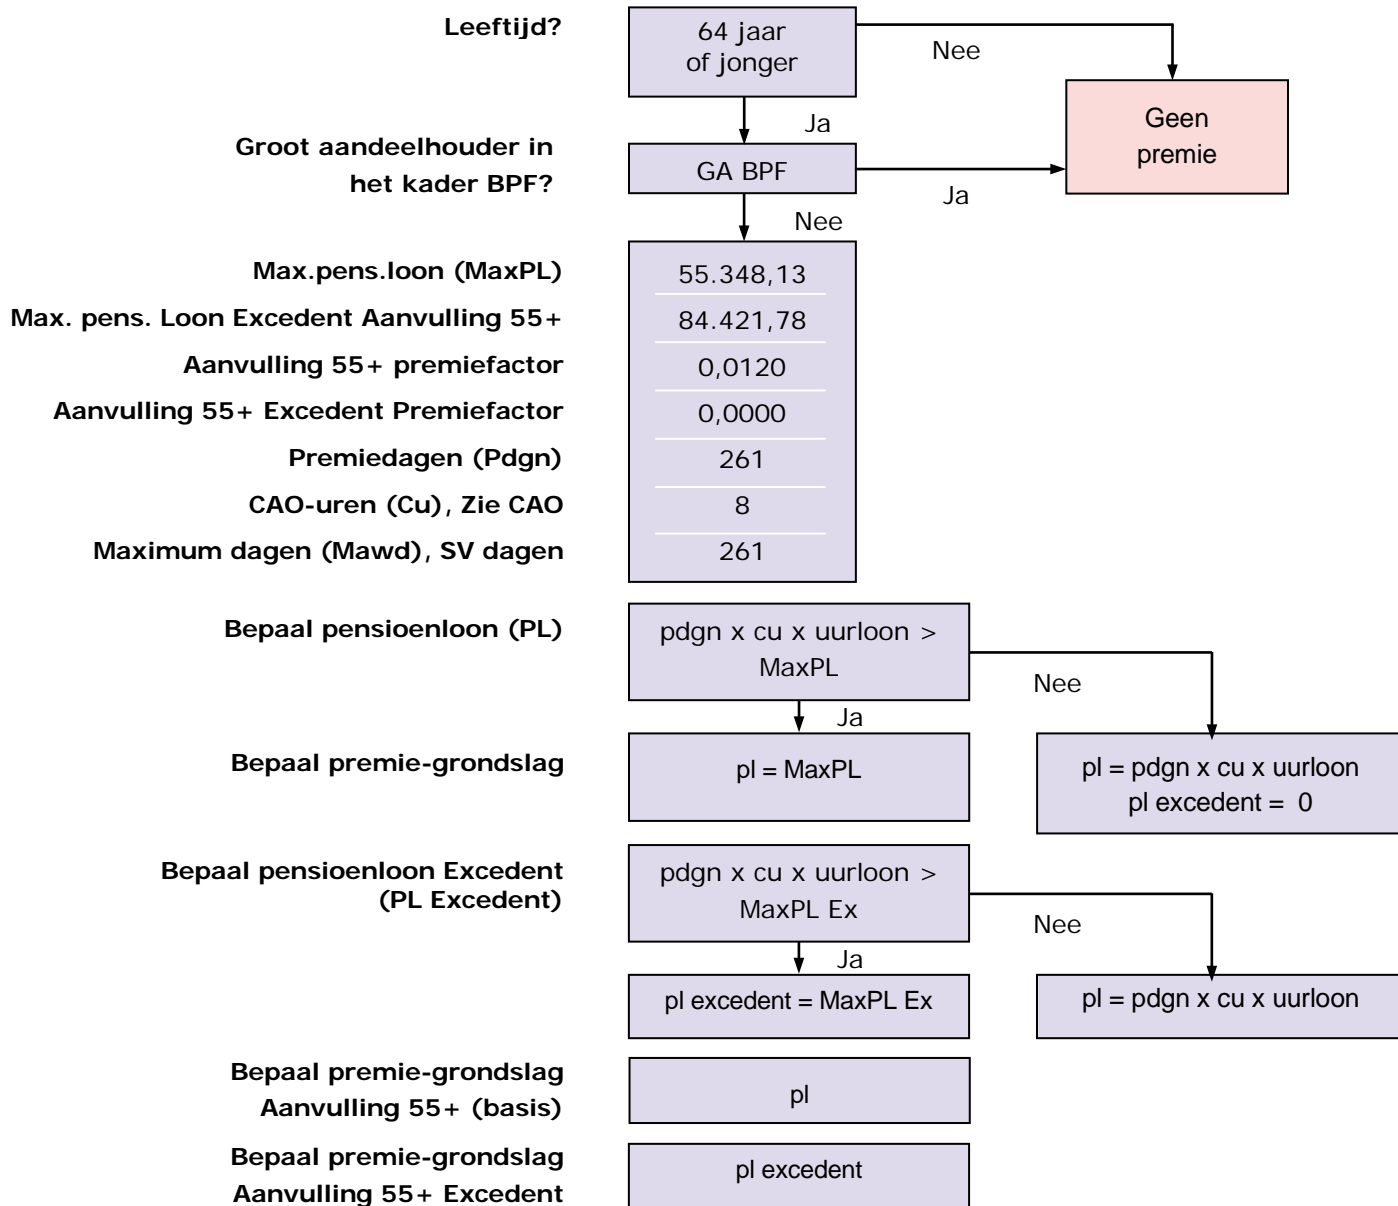 Leeftijd?
64 jaar
of jonger
Nee
Geen
premie
Ja
Groot aandeelhouder in
het kader BPF?
GA BPF
Ja
Nee
Max.pens.loon (MaxPL)
55.348,13
Max. pens. Loon Excedent Aanvulling 55+
84.421,78
Aanvulling 55+ premiefactor
0,0120
Aanvulling 55+ Excedent Premiefactor
0,0000
Premiedagen (Pdgn)
261
CAO-uren (Cu), Zie CAO
8
Maximum dagen (Mawd), SV dagen
261
Bepaal pensioenloon (PL)
pdgn x cu x uurloon >
MaxPL
Nee
Ja
Bepaal premie-grondslag
pl = MaxPL
pl = pdgn x cu x uurloon
pl excedent = 0
Bepaal pensioenloon Excedent
(PL Excedent)
pdgn x cu x uurloon >
MaxPL Ex
Nee
Ja
pl excedent = MaxPL Ex
pl = pdgn x cu x uurloon
Bepaal premie-grondslag
Aanvulling 55+ (basis)
pl
Bepaal premie-grondslag
Aanvulling 55+ Excedent
pl excedent